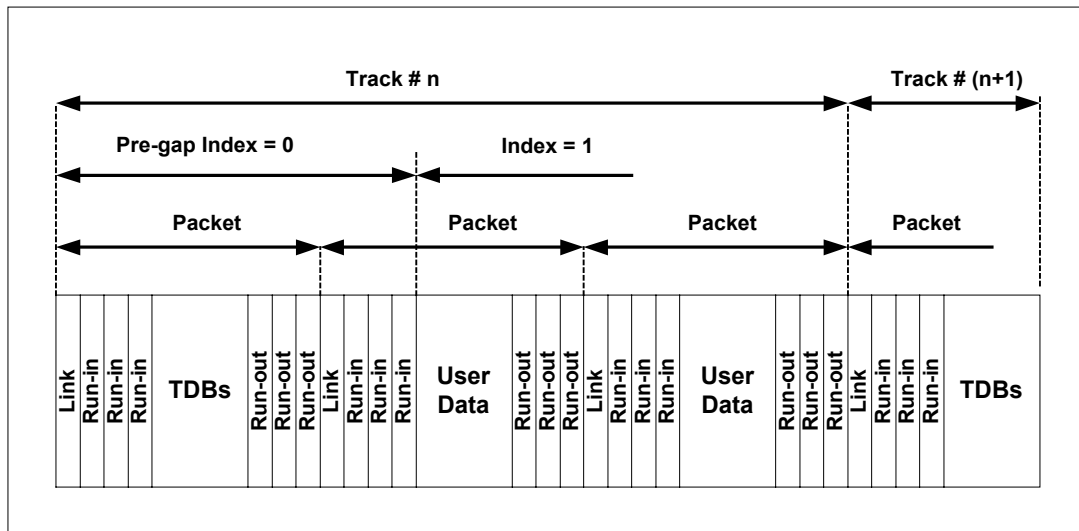 Track # n Track # (n+1)
Pre-gap Index = 0 Index = 1
Packet Packet Packet Packet
Link Run-in Run-in Run-in TDBs Run-out Run-out Run-out Link Run-in Run-in Run-in User Data Run-out Run-out Run-out Link Run-in Run-in Run-in User Data Run-out Run-out Run-out Link Run-in Run-in Run-in TDBs